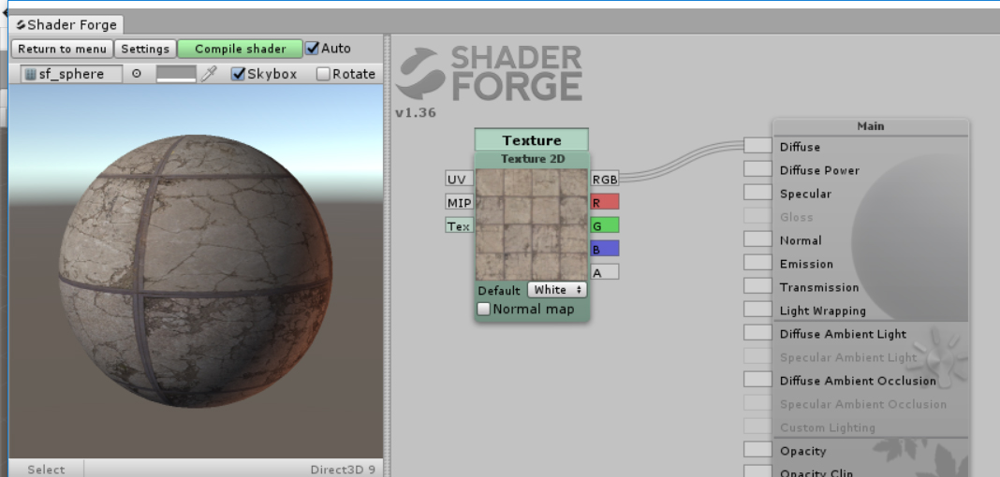 Shader Forge
Return to menu Settings Compile shader Auto
sf_sphere Skybox Rotate
SHADER
FORGE
v1.36
Texture
Texture 2D
UV RGB
MIP R
Tex G
B
A
Default White
Normal map
Main
Diffuse
Diffuse Power
Specular
Gloss
Normal
Emission
Transmission
Light Wrapping
Diffuse Ambient Light
Specular Ambient Light
Diffuse Ambient Occlusion
Specular Ambient Occlusion
Custom Lighting
Opacity
Opacity Clip
Select Direct3D 9